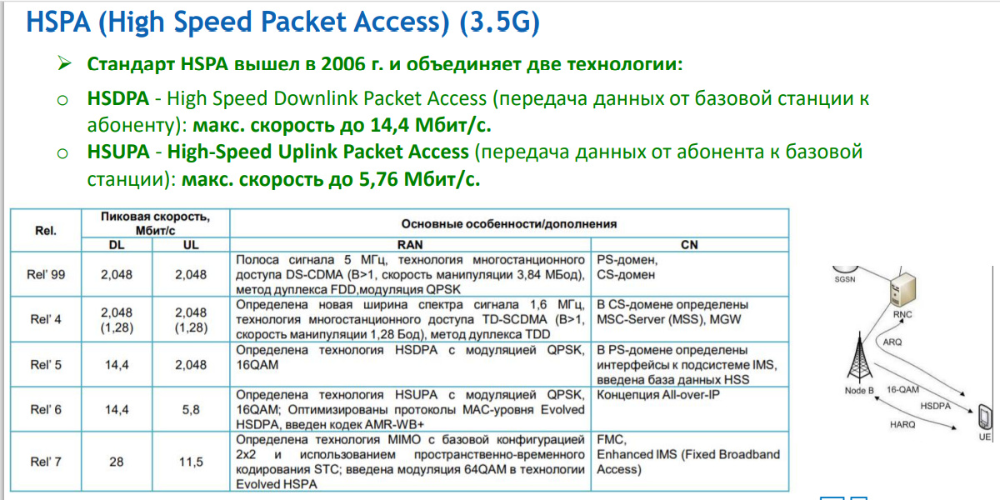 HSPA (High Speed Packet Access) (3.5G)
Стандарт HSPA вышел в 2006 г. и объединяет две технологии:
HSDPA - High Speed Downlink Packet Access (передача данных от базовой станции к
абоненту): макс. скорость до 14,4 Мбит/с.
HSUPA - High-Speed Uplink Packet Access (передача данных от абонента к базовой
станции): макс. скорость до 5,76 Мбит/с.
Rel.
Пиковая скорость,
Мбит/с
Основные особенности/дополнения
DL
UL
RAN
CN
Rel' 99
2,048
2,048
Полоса сигнала 5 МГц, технология многостанционного
доступа DS-CDMA (B>1, скорость манипуляции 3,84 МБод),
метод дуплекса FDD,модуляция QPSK
PS-домен,
CS-домен
Rel' 4
2,048
(1,28)
2,048
(1,28)
Определена новая ширина спектра сигнала 1,6 МГц,
технология многостанционного доступа TD-SCDMA (B>1,
скорость манипуляции 1,28 Бод), метод дуплекса TDD
В CS-домене определены
MSC-Server (MSS), MGW
Rel' 5
14,4
2,048
Определена технология HSDPA с модуляцией QPSK,
16QAM
В PS-домене определены
интерфейсы к подсистеме IMS,
введена база данных HSS
Rel' 6
14,4
5,8
Определена технология HSUPA с модуляцией QPSK,
16QAM; Оптимизированы протоколы MAC-уровня Evolved
HSDPA, введен кодек AMR-WB+
Концепция All-over-IP
Rel' 7
28
11,5
Определена технология MIMO с базовой конфигурацией
2x2 и использованием пространственно-временного
кодирования STC; введена модуляция 64QAM в технологии
Evolved HSPA
FMC,
Enhanced IMS (Fixed Broadband
Access)
SGSN
RNC
ARQ
Node B
16-QAM
HSDPA
HARQ
UE